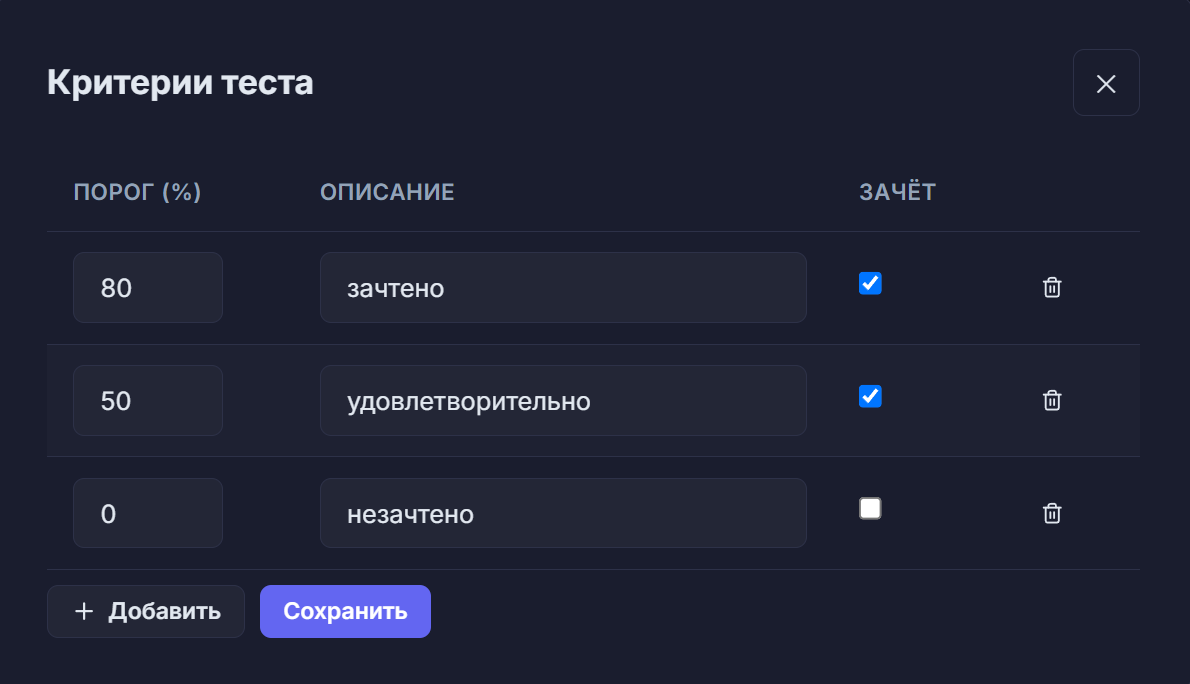 Критерии теста
ПОРОГ (%) ОПИСАНИЕ ЗАЧЁТ
80 зачтено
50 удовлетворительно
0 незачтено
+ Добавить Сохранить